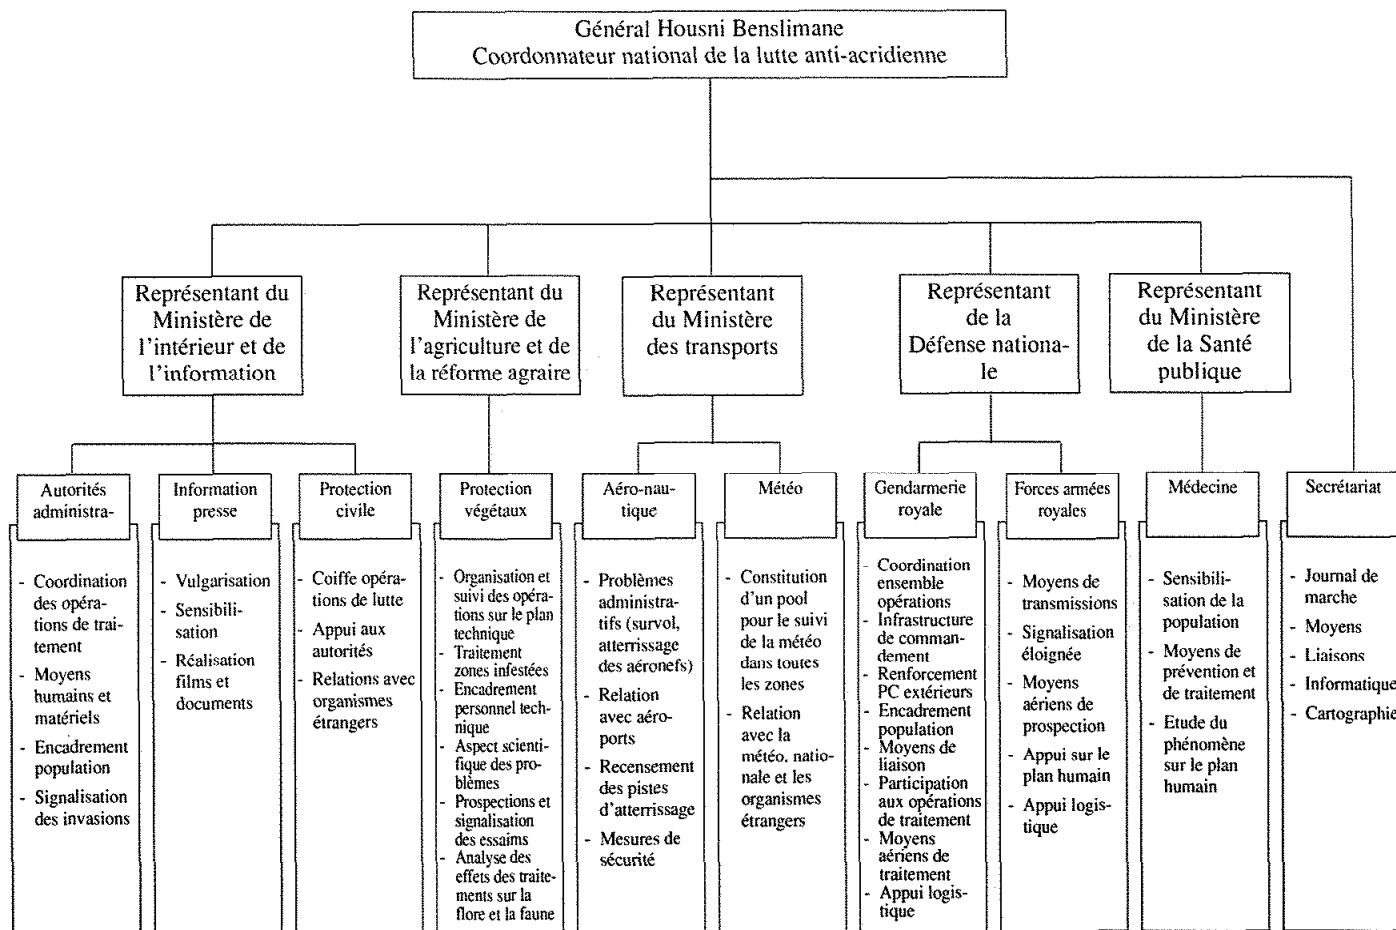 Général Housni Benslimane
Coordonnateur national de la lutte anti-acridienne
Représentant du
Ministère de
l'intérieur et de
l'information
Représentant du
Ministère de
l'agriculture et de
la réforme agraire
Représentant
du Ministère
des transports
Représentant
de la
Défense nationa-
le
Représentant
du Ministère
de la Santé
publique
Autorités
administra-
- Coordination
des opéra-
tions de trai-
tement
- Moyens
humains et
matériels
- Encadrement
population
- Signalisation
des invasions
Information
presse
- Vulgarisation
- Sensibili-
sation
- Réalisation
films et
documents
Protection
civile
- Coiffe opéra-
tions de lutte
- Appui aux
autorités
- Relations avec
organismes
étrangers
Protection
végétaux
- Organisation et
suivi des opéra-
tions sur le plan
technique
- Traitement
zones infestées
- Encadrement
personnel tech-
nique
- Aspect scienti-
fique des pro-
blèmes
- Prospections et
signalisation
des essaims
- Analyse des
effets des traite-
ments sur la
flore et la faune
Aéro-nau-
tique
- Problèmes
administra-
tifs (survol,
atterrissage
des aéronefs)
- Relation
avec aéro-
ports
- Recensement
des pistes
d'atterrissage
- Mesures de
sécurité
Météo
- Constitution
d'un pool
pour le suivi
de la météo
dans toutes
les zones
- Relation
avec la
météo, natio-
nale et les
organismes
étrangers
Gendarmerie
royale
- Coordination
ensemble
opérations
- Infrastructure
de comman-
dement
- Renforcement
PC extérieurs
- Encadrement
population
- Moyens de
liaison
- Participation
aux opérations
de traitement
- Moyens
aériens de
traitement
- Appui logis-
tique
Forces armées
royales
- Moyens de
transmissions
- Signalisation
éloignée
- Moyens
aériens de
prospection
- Appui sur le
plan humain
- Appui logis-
tique
Médecine
- Sensibili-
sation de la
population
- Moyens de
prévention et
de traitement
- Etude du
phénomène
sur le plan
humain
Secrétariat
- Journal de
marche
- Moyens
- Liaisons
- Informatique
- Cartographie